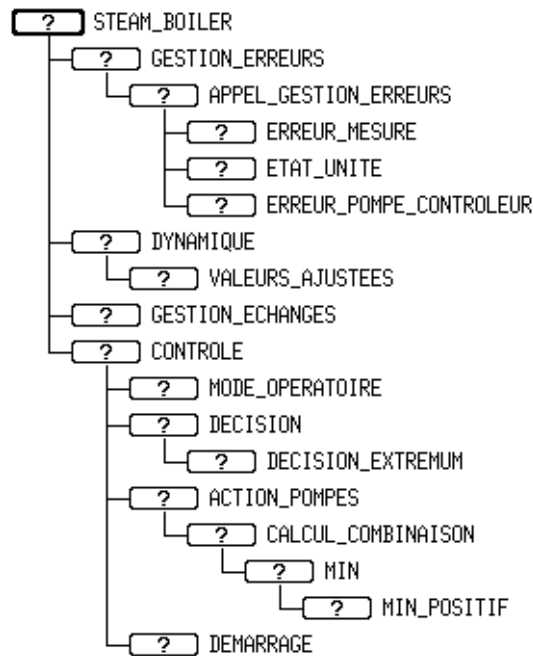 ? STEAM_BOILER
? GESTION_ERREURS
? APPEL_GESTION_ERREURS
? ERREUR_MESURE
? ETAT_UNITE
? ERREUR_POMPE_CONTROLEUR
? DYNAMIQUE
? VALEURS_AJUSTEES
? GESTION_ECHANGES
? CONTROLE
? MODE_OPERATOIRE
? DECISION
? DECISION_EXTREMUM
? ACTION_POMPES
? CALCUL_COMBINAISON
? MIN
? MIN_POSITIF
? DEMARRAGE